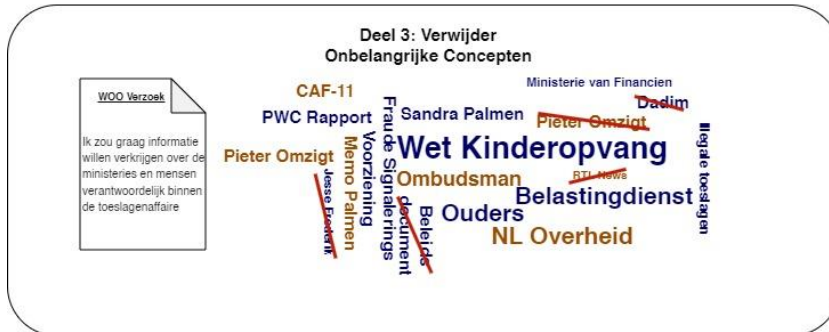 Deel 3: Verwijder
Onbelangrijke Concepten
WOO Verzoek
Ik zou graag informatie
willen verkrijgen over de
ministeries en mensen
verantwoordelijk binnen
de toeslagenaffaire
CAF-11
Ministerie van Financien
Dadim
PWC Rapport
Sandra Palmen
Pieter Omzigt
Wet Kinderopvang
Pieter Omzigt
Ombudsman
RTL News
Belastingdienst
Ouders
NL Overheid
Jesse Frederik
Memo Palmen
Voorziening
Fraude Signalerings
Beleids
document
Illegale toeslagen